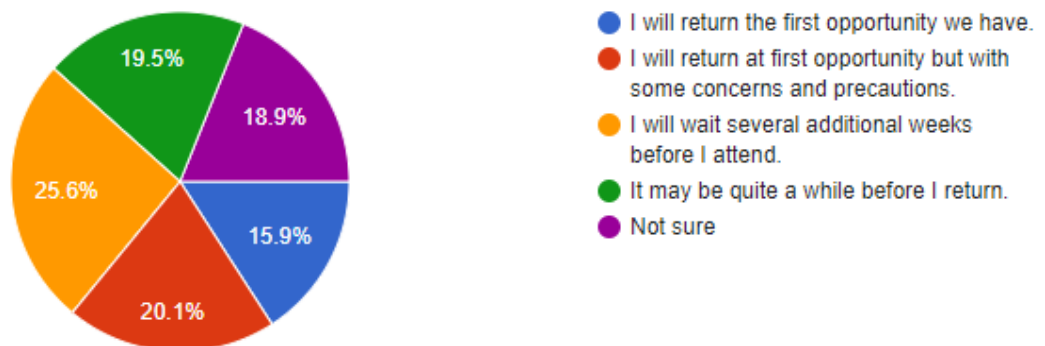 19.5%
18.9%
25.6%
15.9%
20.1%
I will return the first opportunity we have.
I will return at first opportunity but with
some concerns and precautions.
I will wait several additional weeks
before I attend.
It may be quite a while before I return.
Not sure